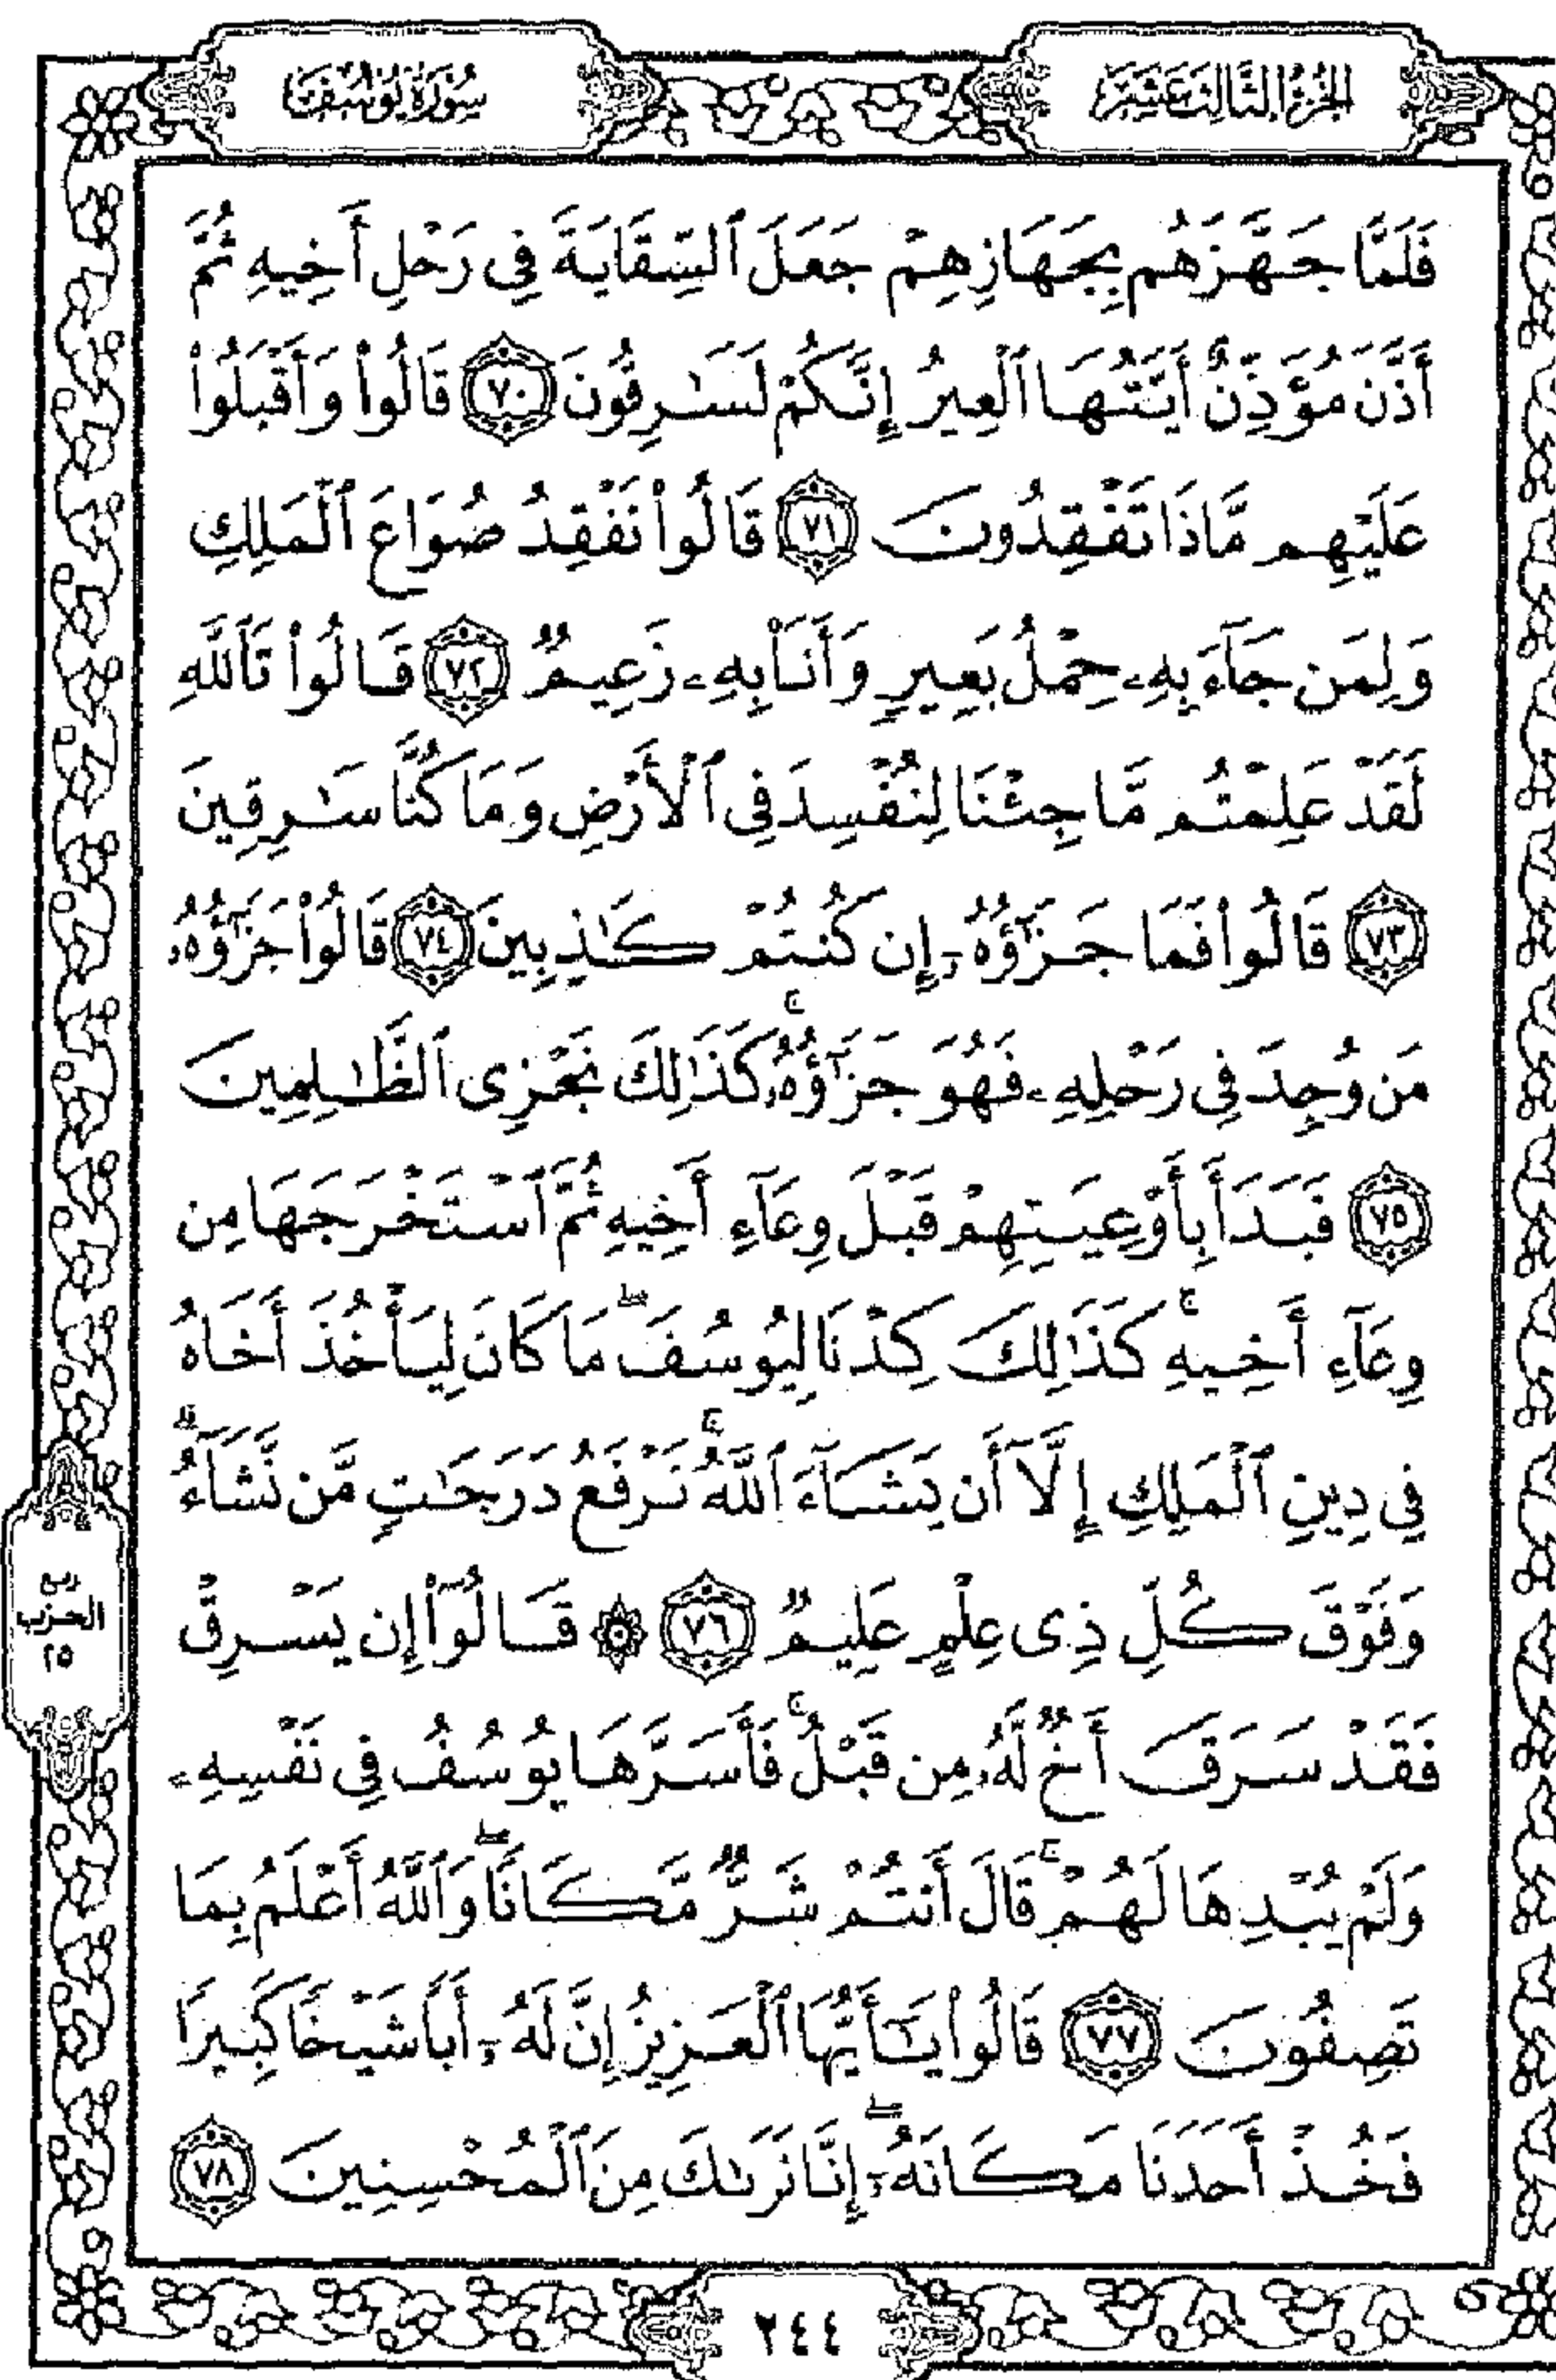 الجُزْءُ الثَّالِثَ عَشَرَ
سُورَةُ يُوسُفَ
فَلَمَّا جَهَّزَهُم بِجَهَازِهِمْ جَعَلَ ٱلسِّقَايَةَ فِى رَحْلِ أَخِيهِ ثُمَّ
أَذَّنَ مُؤَذِّنٌ أَيَّتُهَا ٱلْعِيرُ إِنَّكُمْ لَسَٰرِقُونَ ٧٠ قَالُوا۟ وَأَقْبَلُوا۟
عَلَيْهِم مَّاذَا تَفْقِدُونَ ٧١ قَالُوا۟ نَفْقِدُ صُوَاعَ ٱلْمَلِكِ
وَلِمَن جَآءَ بِهِۦ حِمْلُ بَعِيرٍ وَأَنَا۠ بِهِۦ زَعِيمٌ ٧٢ قَالُوا۟ تَٱللَّهِ
لَقَدْ عَلِمْتُم مَّا جِئْنَا لِنُفْسِدَ فِى ٱلْأَرْضِ وَمَا كُنَّا سَٰرِقِينَ
٧٣ قَالُوا۟ فَمَا جَزَٰٓؤُهُۥٓ إِن كُنتُمْ كَٰذِبِينَ ٧٤ قَالُوا۟ جَزَٰٓؤُهُۥ
مَن وُجِدَ فِى رَحْلِهِۦ فَهُوَ جَزَٰٓؤُهُۥۚ كَذَٰلِكَ نَجْزِى ٱلظَّٰلِمِينَ
٧٥ فَبَدَأَ بِأَوْعِيَتِهِمْ قَبْلَ وِعَآءِ أَخِيهِ ثُمَّ ٱسْتَخْرَجَهَا مِن
وِعَآءِ أَخِيهِۚ كَذَٰلِكَ كِدْنَا لِيُوسُفَۖ مَا كَانَ لِيَأْخُذَ أَخَاهُ
فِى دِينِ ٱلْمَلِكِ إِلَّآ أَن يَشَآءَ ٱللَّهُۚ نَرْفَعُ دَرَجَٰتٍ مَّن نَّشَآءُۗ
وَفَوْقَ كُلِّ ذِى عِلْمٍ عَلِيمٌ ٧٦ ۞ قَالُوٓا۟ إِن يَسْرِقْ
فَقَدْ سَرَقَ أَخٌ لَّهُۥ مِن قَبْلُۚ فَأَسَرَّهَا يُوسُفُ فِى نَفْسِهِۦ
وَلَمْ يُبْدِهَا لَهُمْۚ قَالَ أَنتُمْ شَرٌّ مَّكَانًاۖ وَٱللَّهُ أَعْلَمُ بِمَا
تَصِفُونَ ٧٧ قَالُوا۟ يَٰٓأَيُّهَا ٱلْعَزِيزُ إِنَّ لَهُۥٓ أَبًا شَيْخًا كَبِيرًا
فَخُذْ أَحَدَنَا مَكَانَهُۥٓۖ إِنَّا نَرَىٰكَ مِنَ ٱلْمُحْسِنِينَ ٧٨
ربع
الحزب
٢٥
٢٤٤